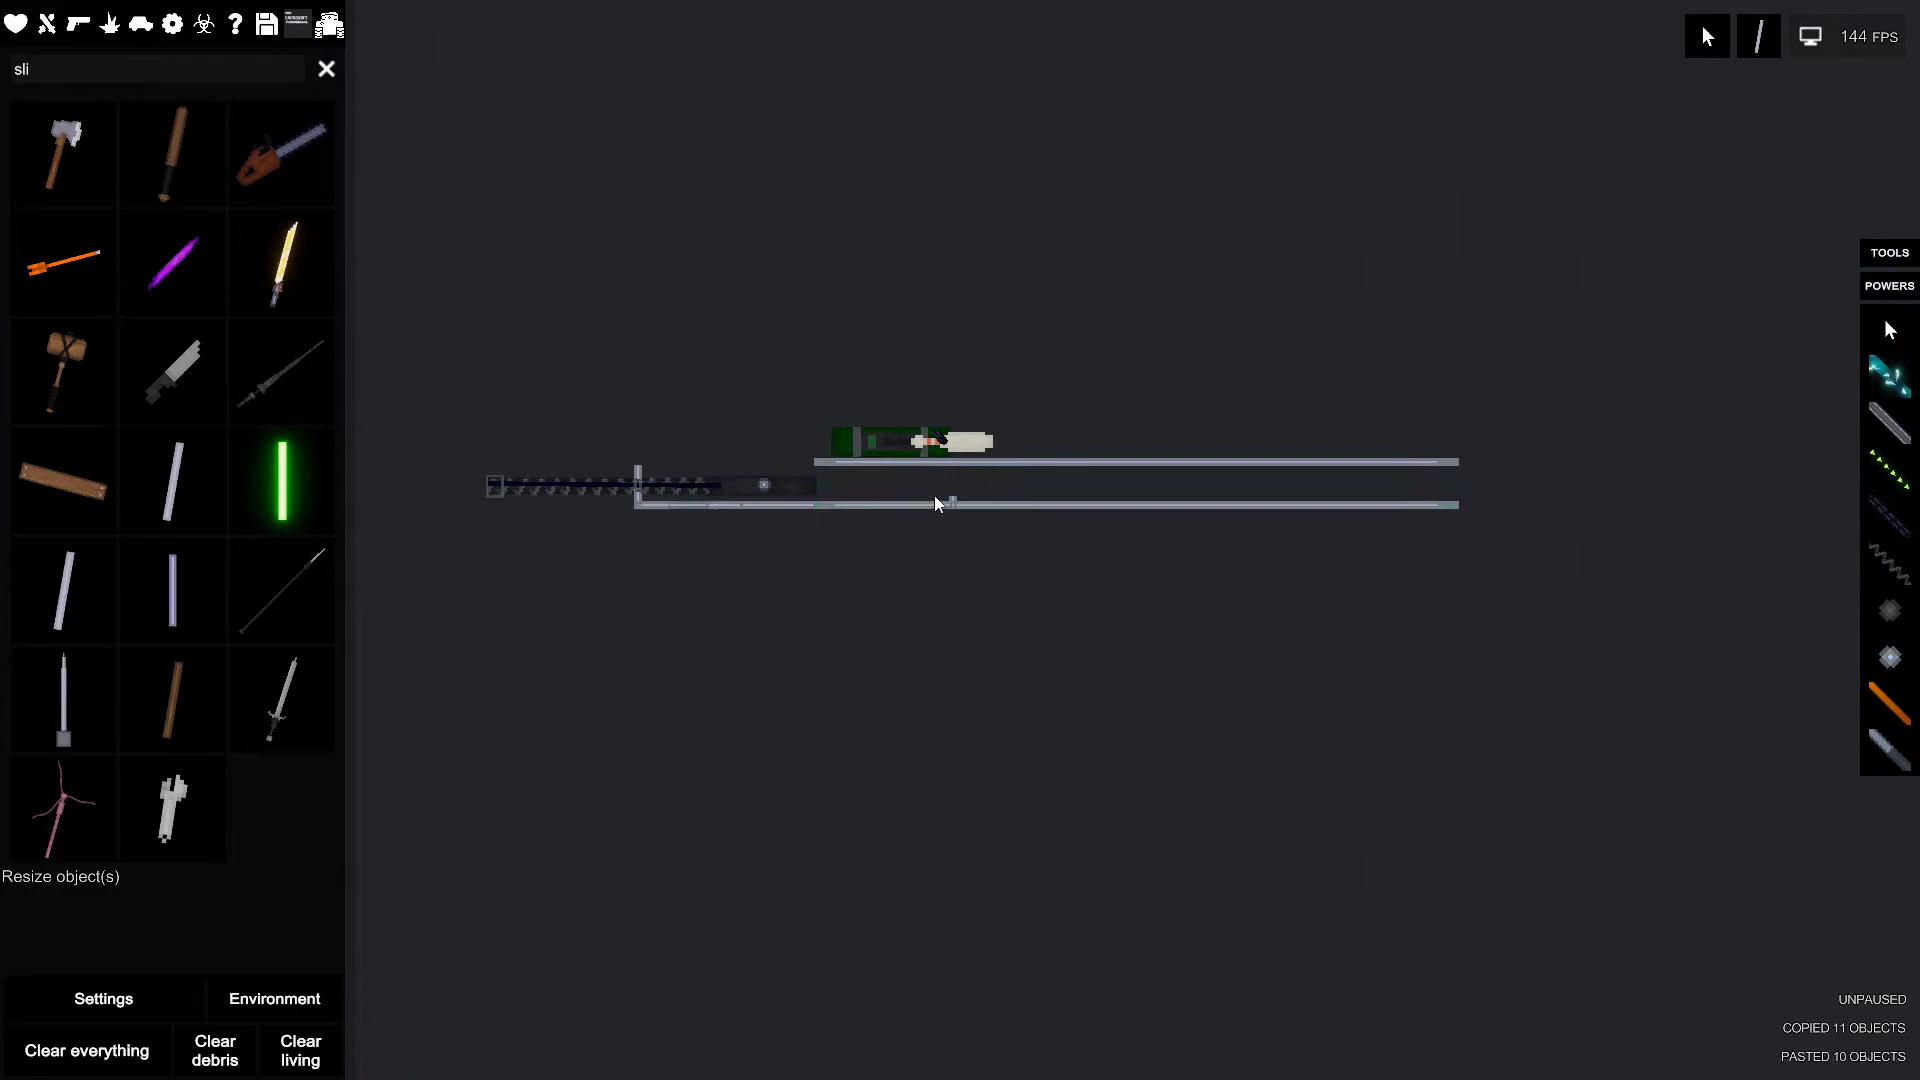 144 FPS
sli
TOOLS
POWERS
Resize object(s)
Settings
Environment
Clear everything
Clear
debris
Clear
living
UNPAUSED
COPIED 11 OBJECTS
PASTED 10 OBJECTS